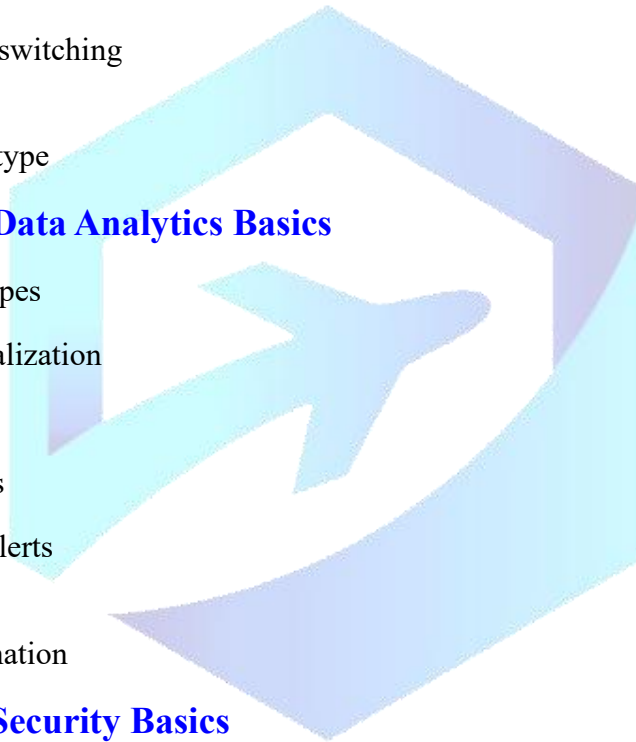 switching
type
Data Analytics Basics
pes
alization
s
lerts
nation
Security Basics